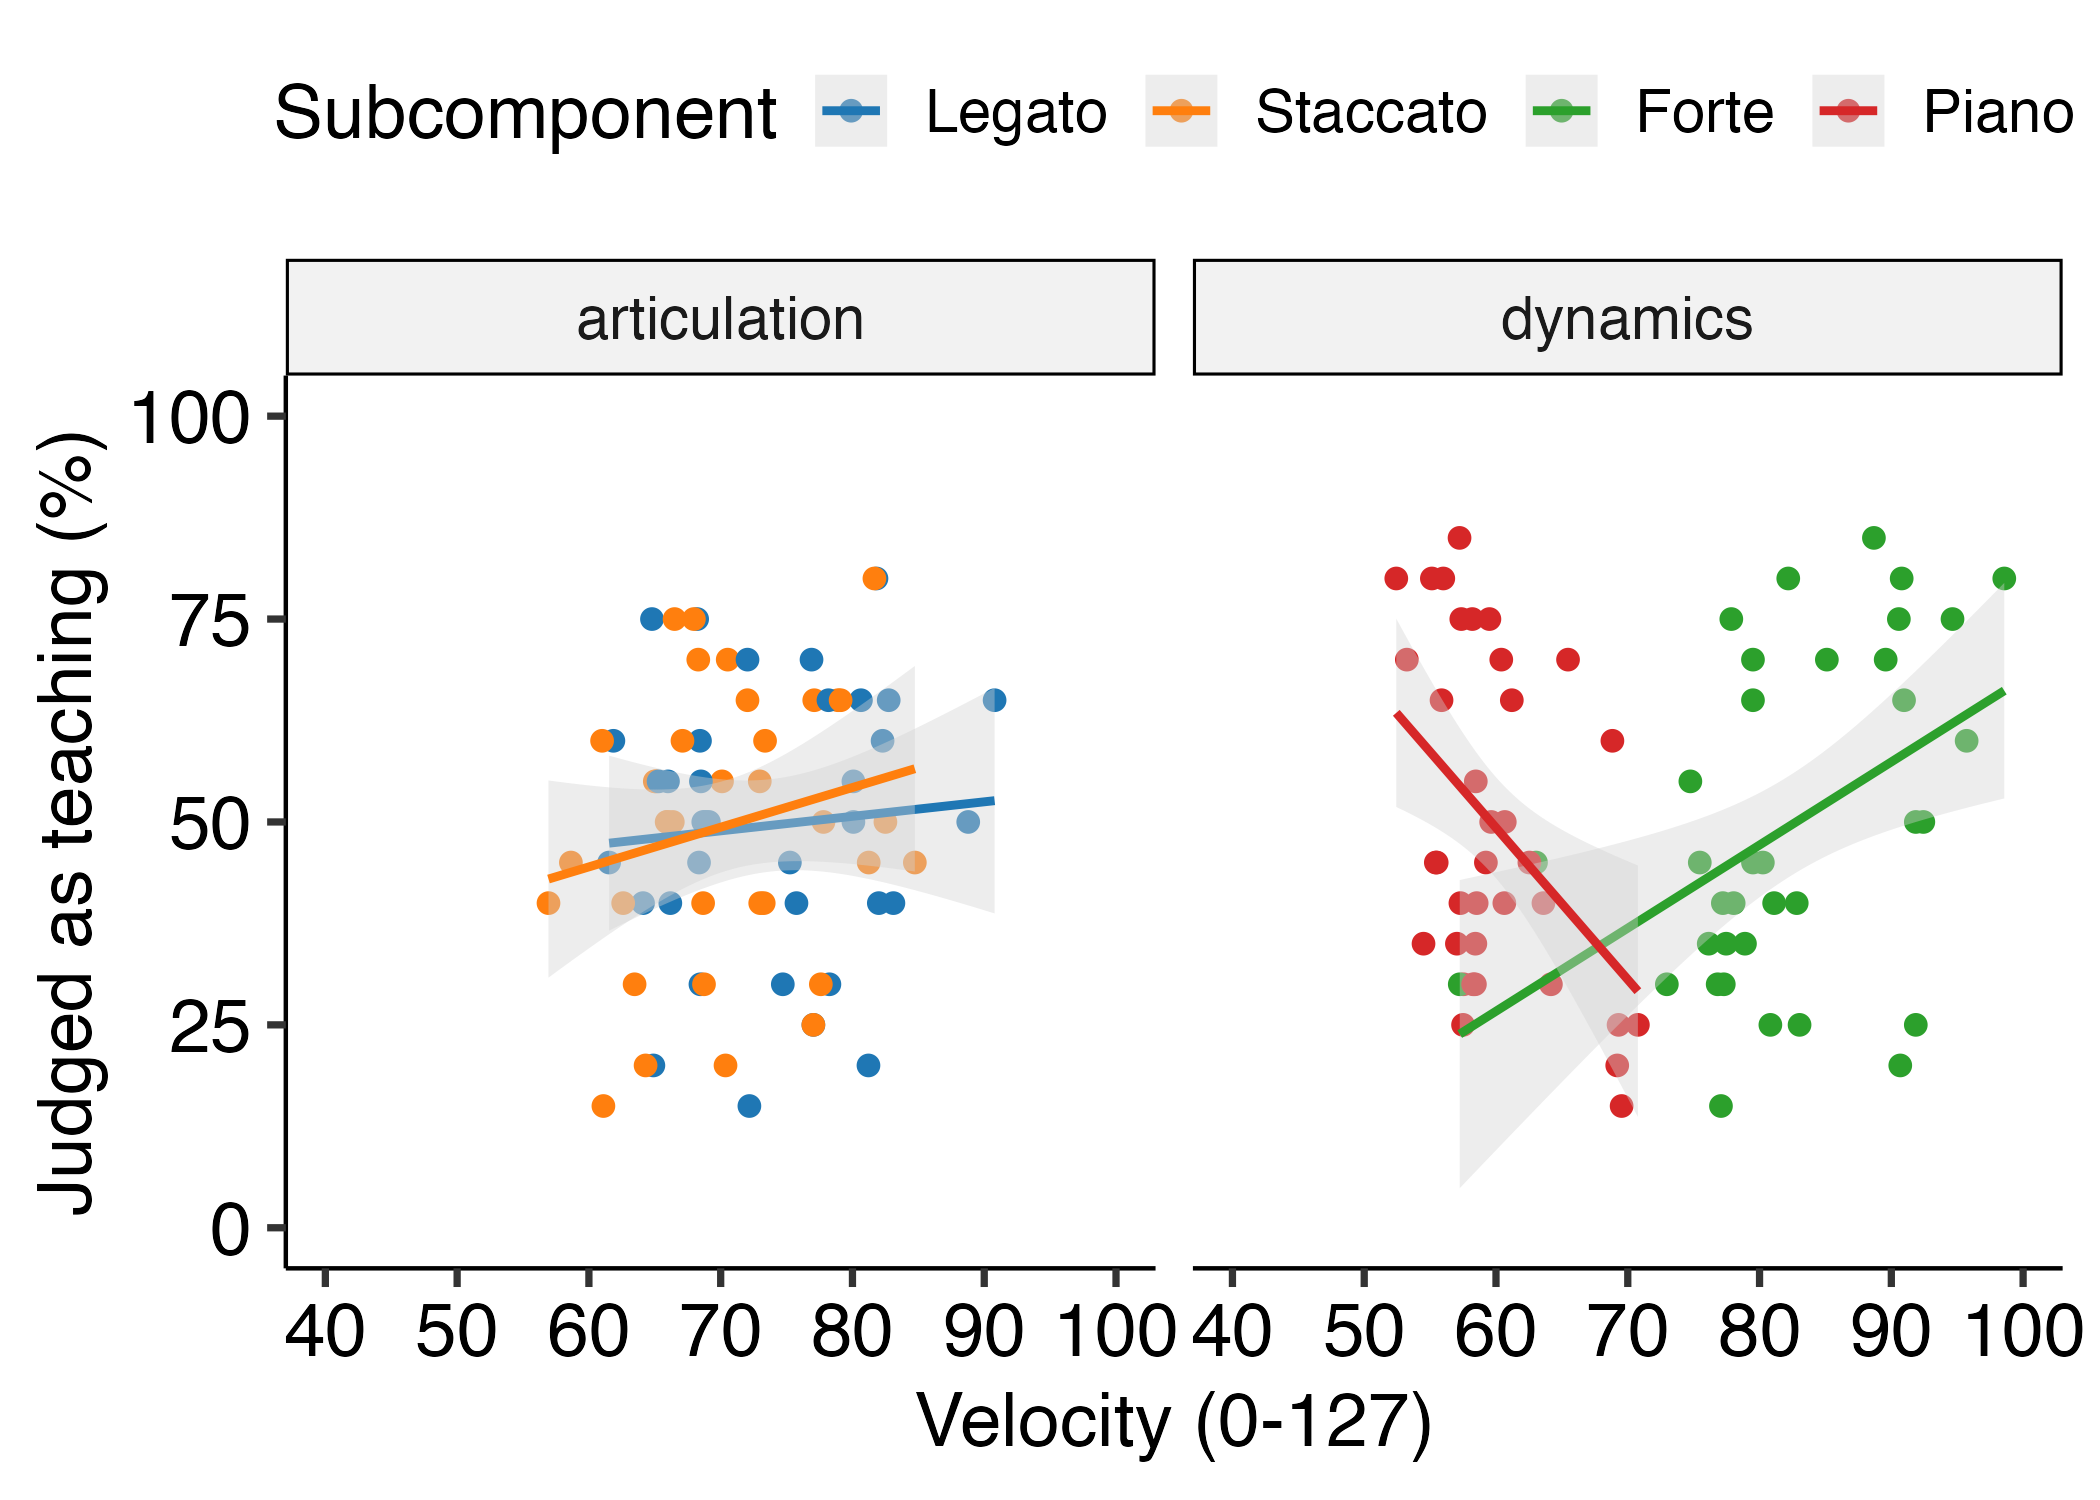 Subcomponent Legato Staccato Forte Piano
articulation dynamics
Judged as teaching (%)
100
75
50
25
0
40 50 60 70 80 90 100 40 50 60 70 80 90 100
Velocity (0-127)